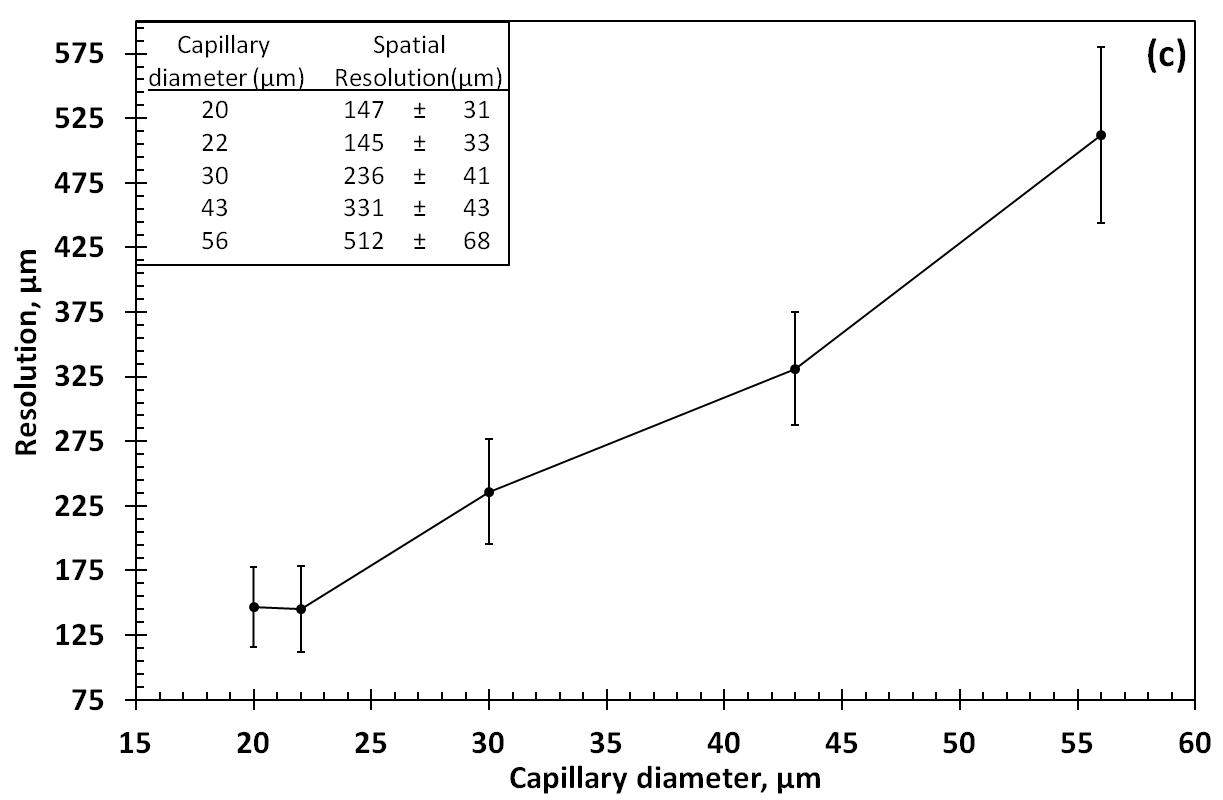 (c)
Capillary Spatial
diameter (μm) Resolution(μm)
20 147 ± 31
22 145 ± 33
30 236 ± 41
43 331 ± 43
56 512 ± 68
575
525
475
425
375
325
275
225
175
125
75
Resolution, μm
15 20 25 30 35 40 45 50 55 60
Capillary diameter, μm